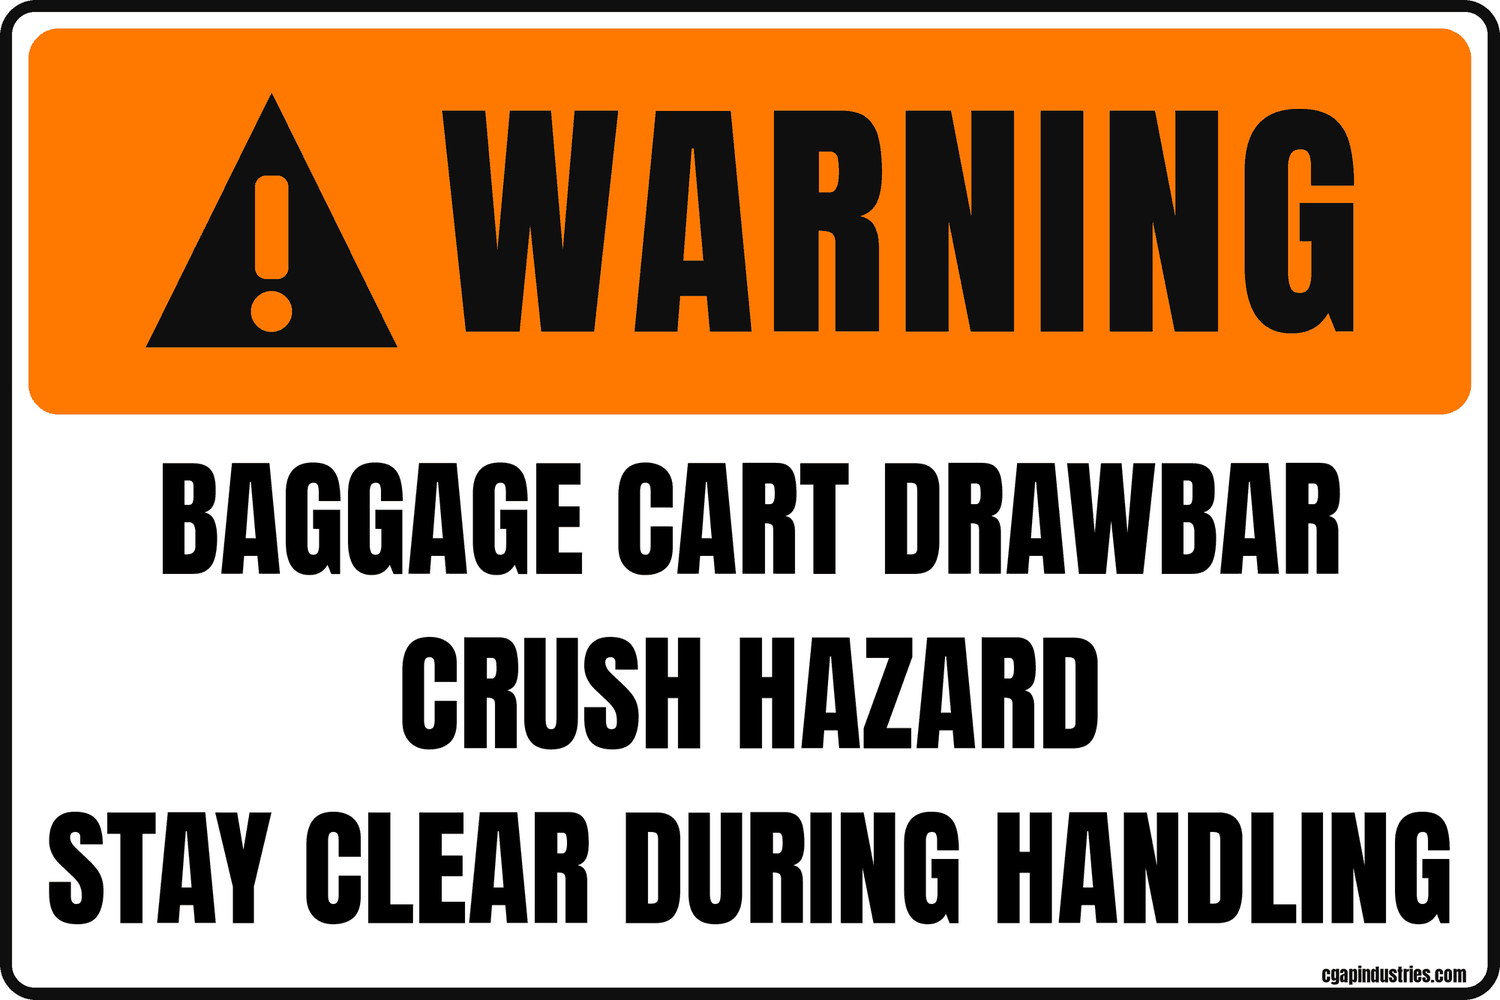 WARNING
BAGGAGE CART DRAWBAR
CRUSH HAZARD
STAY CLEAR DURING HANDLING
cgapindustries.com